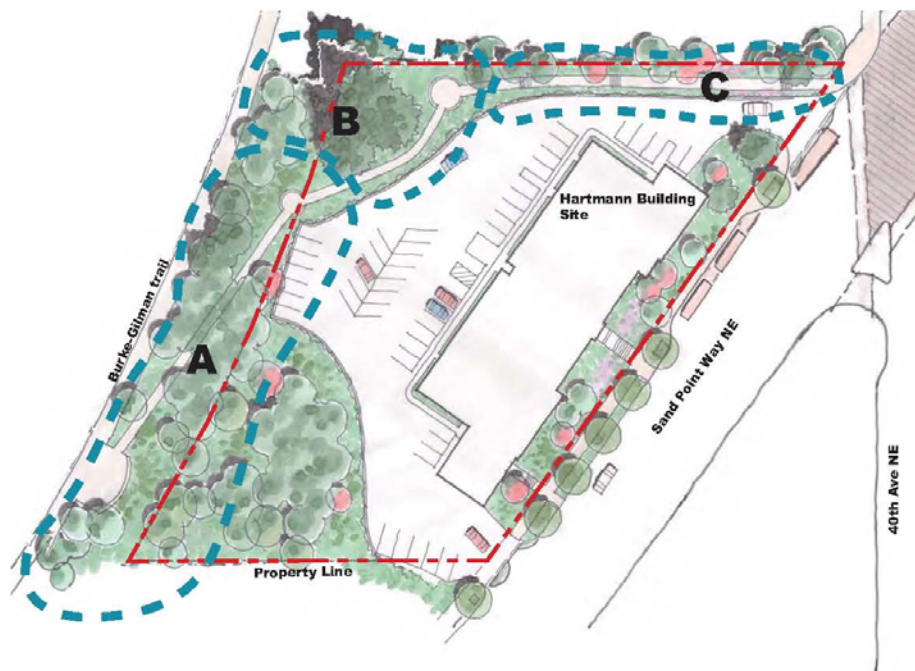 C
B
Hartmann Building
Site
Burke-Gilman trail
A
Sand Point Way NE
40th Ave NE
Property Line